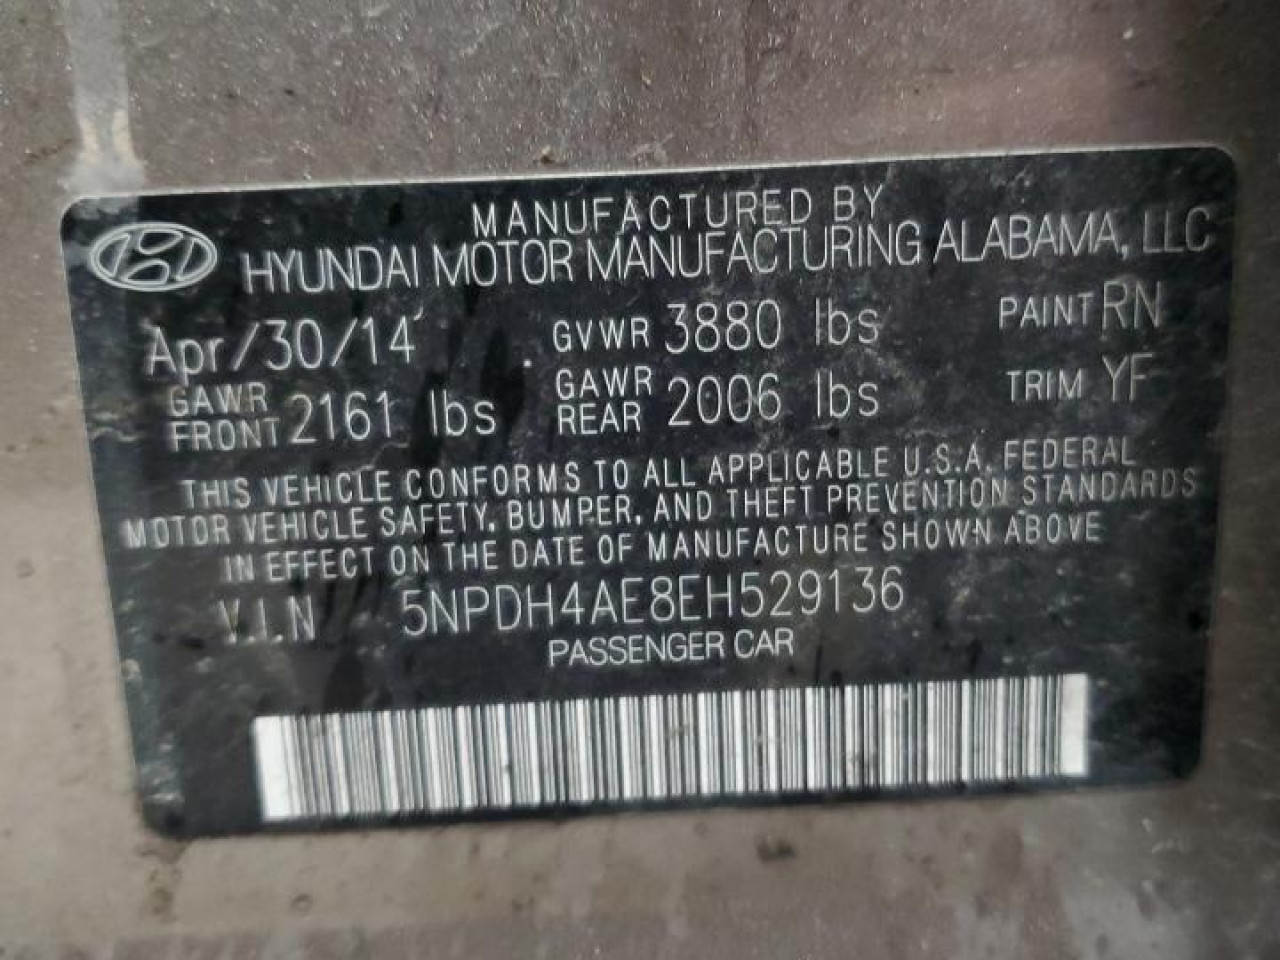 MANUFACTURED BY
HYUNDAI MOTOR MANUFACTURING ALABAMA, LLC
Apr/30/14 GVWR 3880 lbs PAINT RN
GAWR FRONT 2161 lbs GAWR REAR 2006 lbs TRIM YF
THIS VEHICLE CONFORMS TO ALL APPLICABLE U.S.A. FEDERAL
MOTOR VEHICLE SAFETY, BUMPER, AND THEFT PREVENTION STANDARDS
IN EFFECT ON THE DATE OF MANUFACTURE SHOWN ABOVE
V.I.N 5NPDH4AE8EH529136
PASSENGER CAR